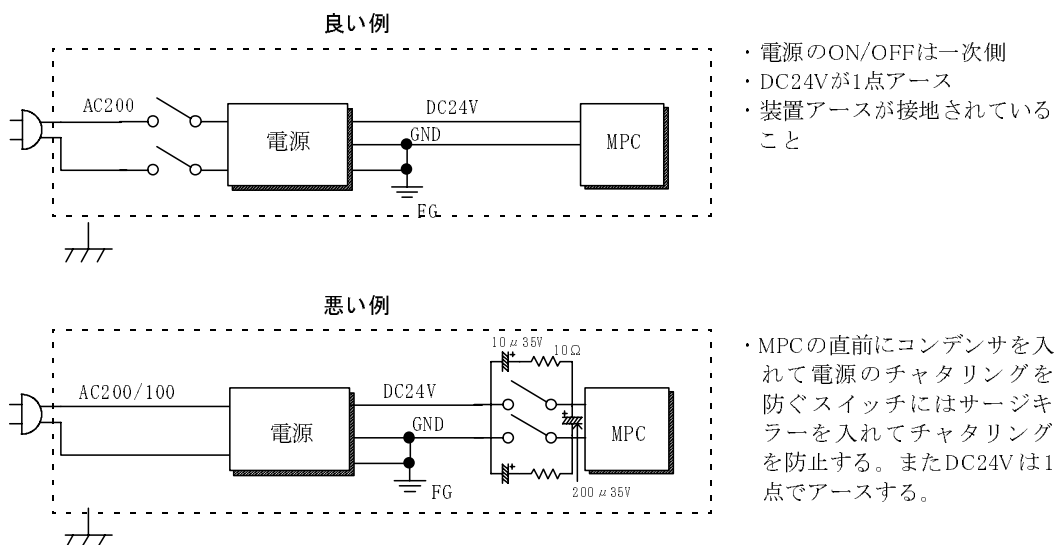 良い例
AC200
電源
DC24V
GND
MPC
FG
・電源のON/OFFは一次側
・DC24Vが1点アース
・装置アースが接地されている
こと
悪い例
AC200/100
電源
DC24V
GND
FG
10μ35V
10Ω
200μ35V
MPC
・MPCの直前にコンデンサを入
れて電源のチャタリングを
防ぐスイッチにはサージキ
ラーを入れてチャタリング
を防止する。またDC24Vは1
点でアースする。